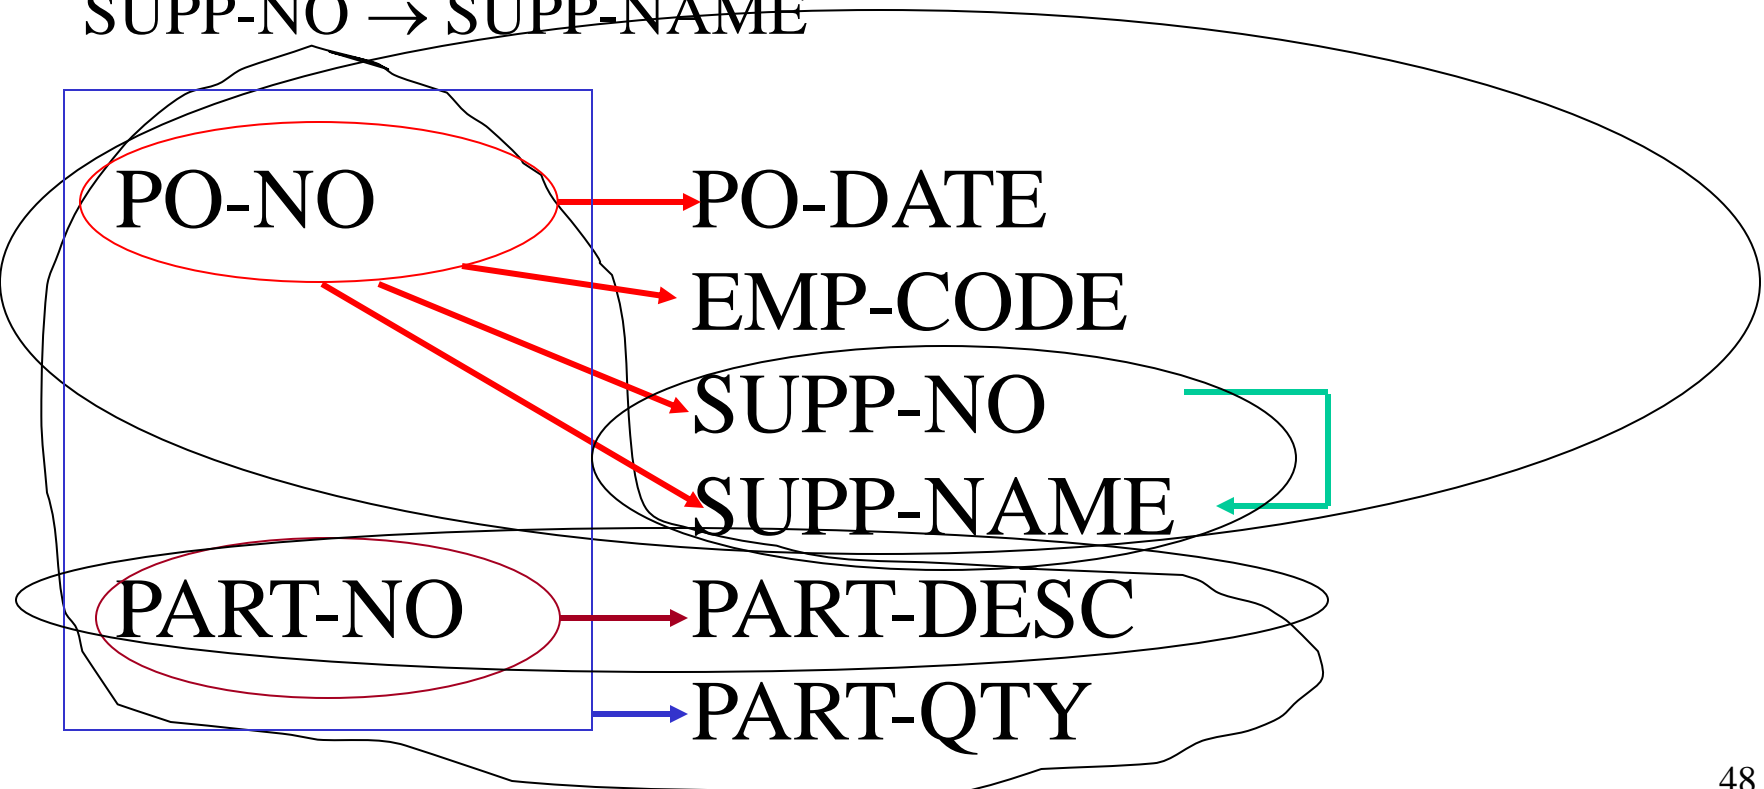 SUPP-NO → SUPP-NAME
PO-NO PO-DATE
EMP-CODE
SUPP-NO
SUPP-NAME
PART-NO PART-DESC
PART-QTY
48